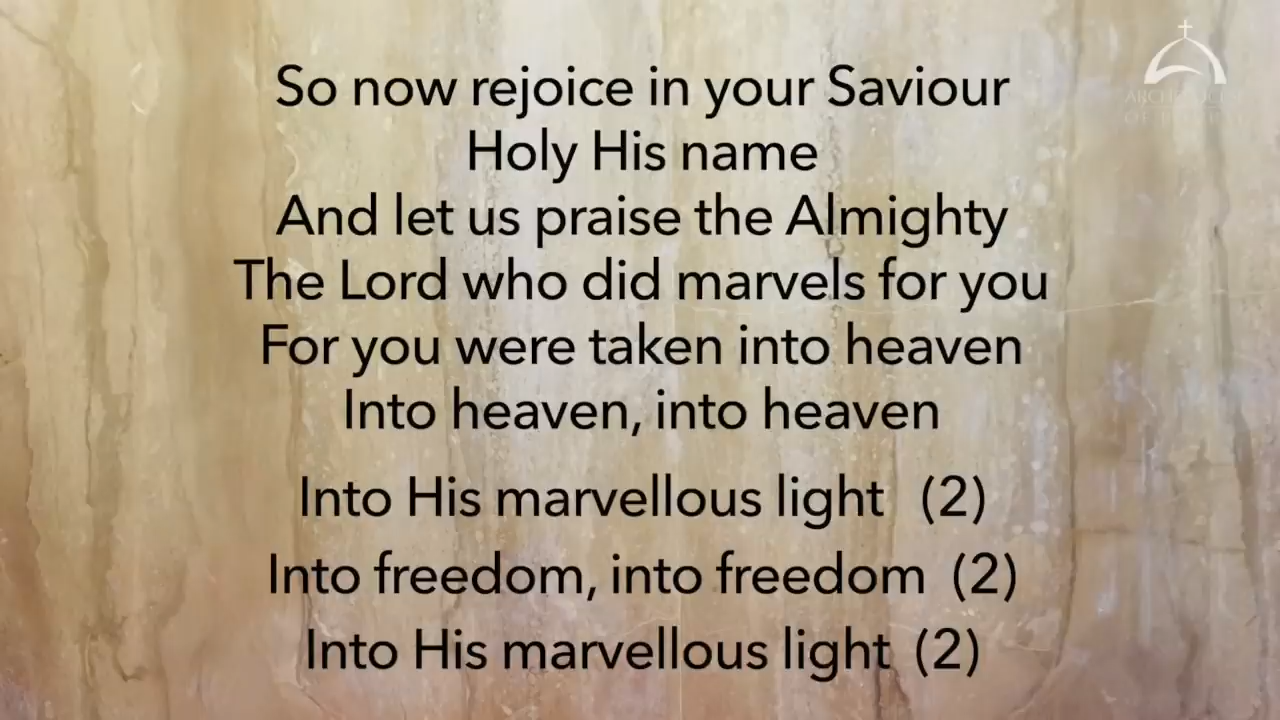 So now rejoice in your Saviour
Holy His name
And let us praise the Almighty
The Lord who did marvels for you
For you were taken into heaven
Into heaven, into heaven
Into His marvellous light (2)
Into freedom, into freedom (2)
Into His marvellous light (2)